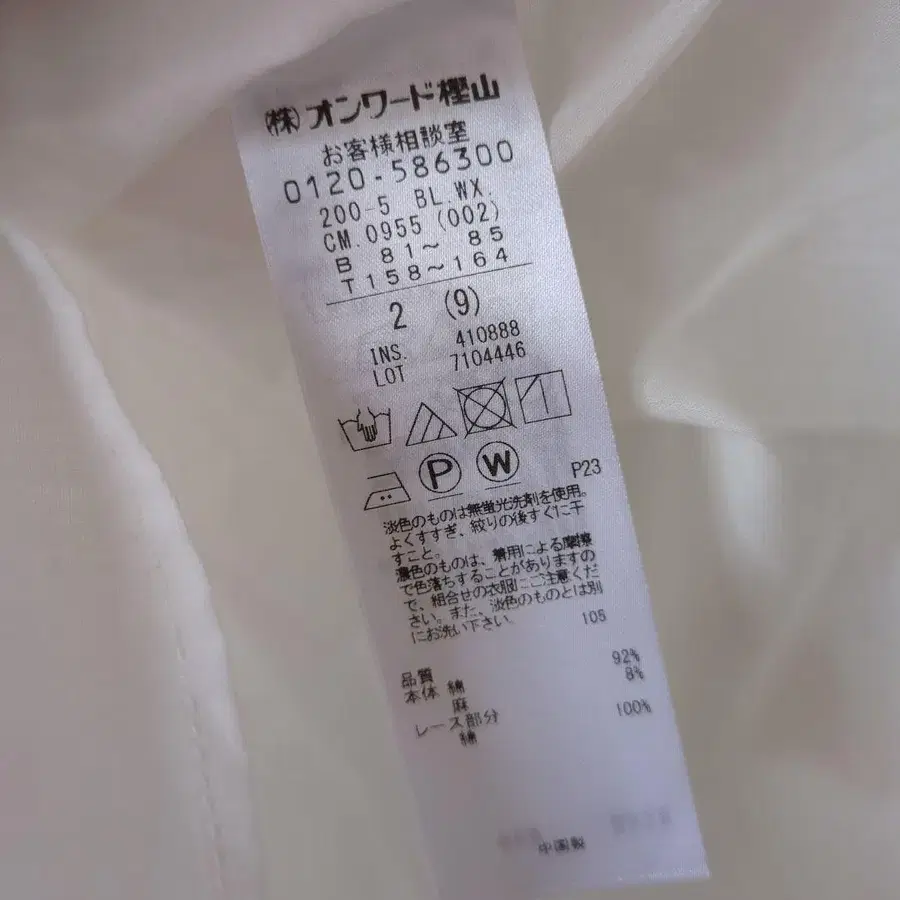 (株)オンワード樫山
お客様相談室
0120-586300
200-5 BL.WX.
CM.0955 (002)
B 81～ 85
T158～164
2 (9)
INS. 410888
LOT 7104446
P W P23
淡色のものは無蛍光洗剤を使用。
よくすすぎ、絞りの後すぐに干
すこと。
濃色のものは、着用による摩擦
で色落ちすることがありますの
で、組合せの衣服にご注意くだ
さい。また、淡色のものとは別
にお洗い下さい。 105
品質
本体 綿 92%
麻 8%
レース部分
綿 100%
中国製